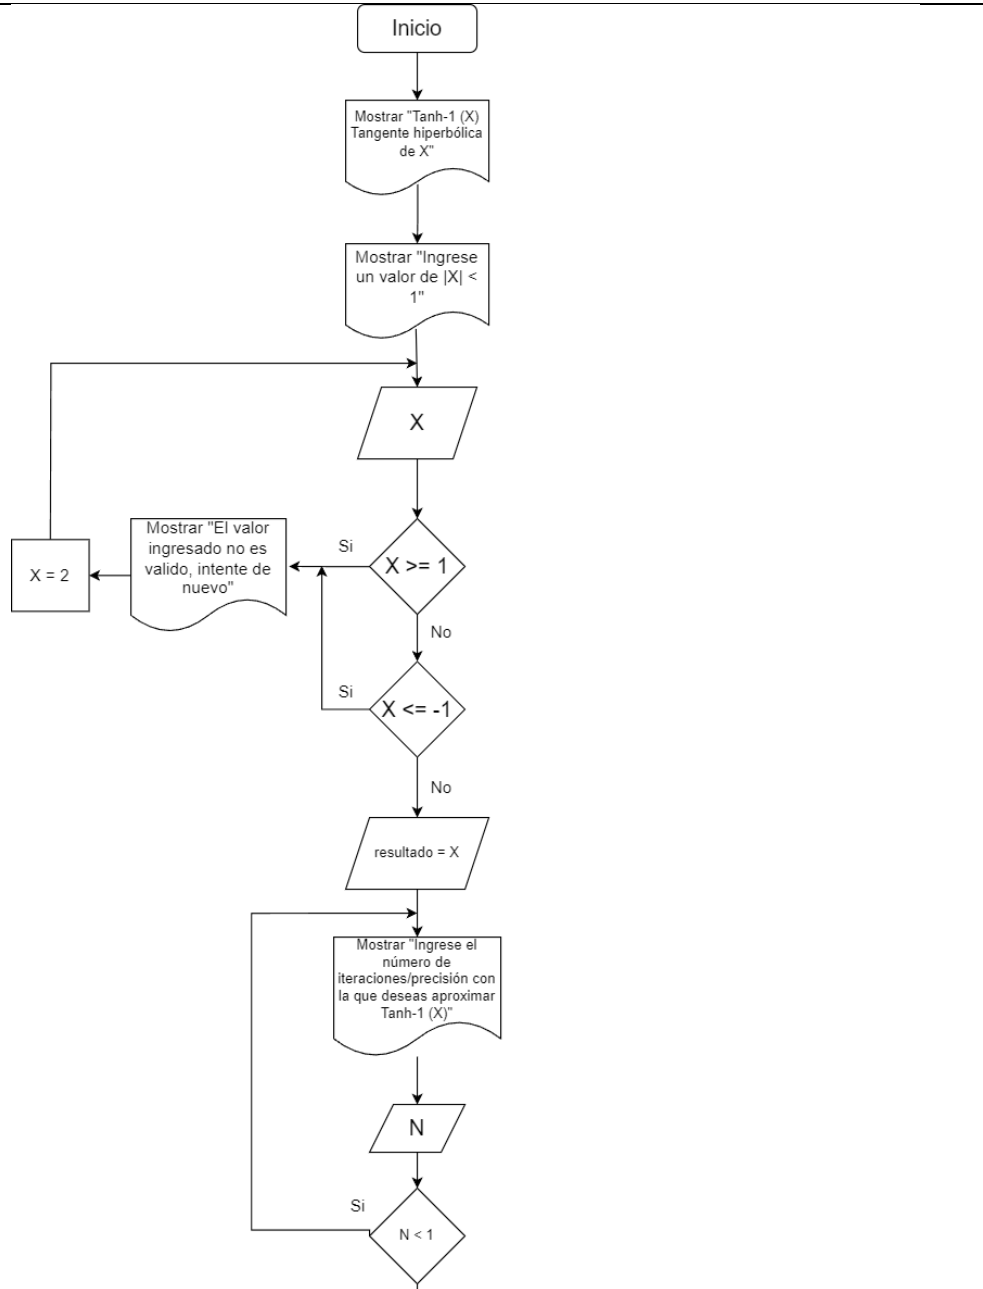 Inicio
Mostrar "Tanh-1 (X)
Tangente hiperbólica
de X"
Mostrar "Ingrese
un valor de |X| <
1"
X
X >= 1
Si
Mostrar "El valor
ingresado no es
valido, intente de
nuevo"
X = 2
No
X <= -1
Si
No
resultado = X
Mostrar "Ingrese el
número de
iteraciones/precisión con
la que deseas aproximar
Tanh-1 (X)"
N
Si
N < 1